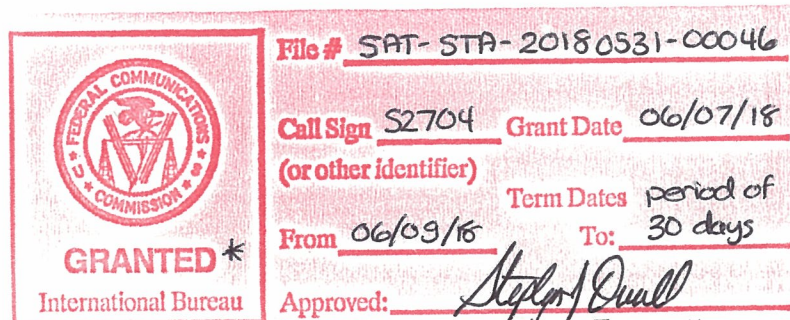 File # SAT-STA-20180531-00046
FEDERAL COMMUNICATIONS COMMISSION
Call Sign S2704 Grant Date 06/07/18
(or other identifier)
Term Dates period of
From 06/09/18 To: 30 days
GRANTED*
International Bureau
Approved: